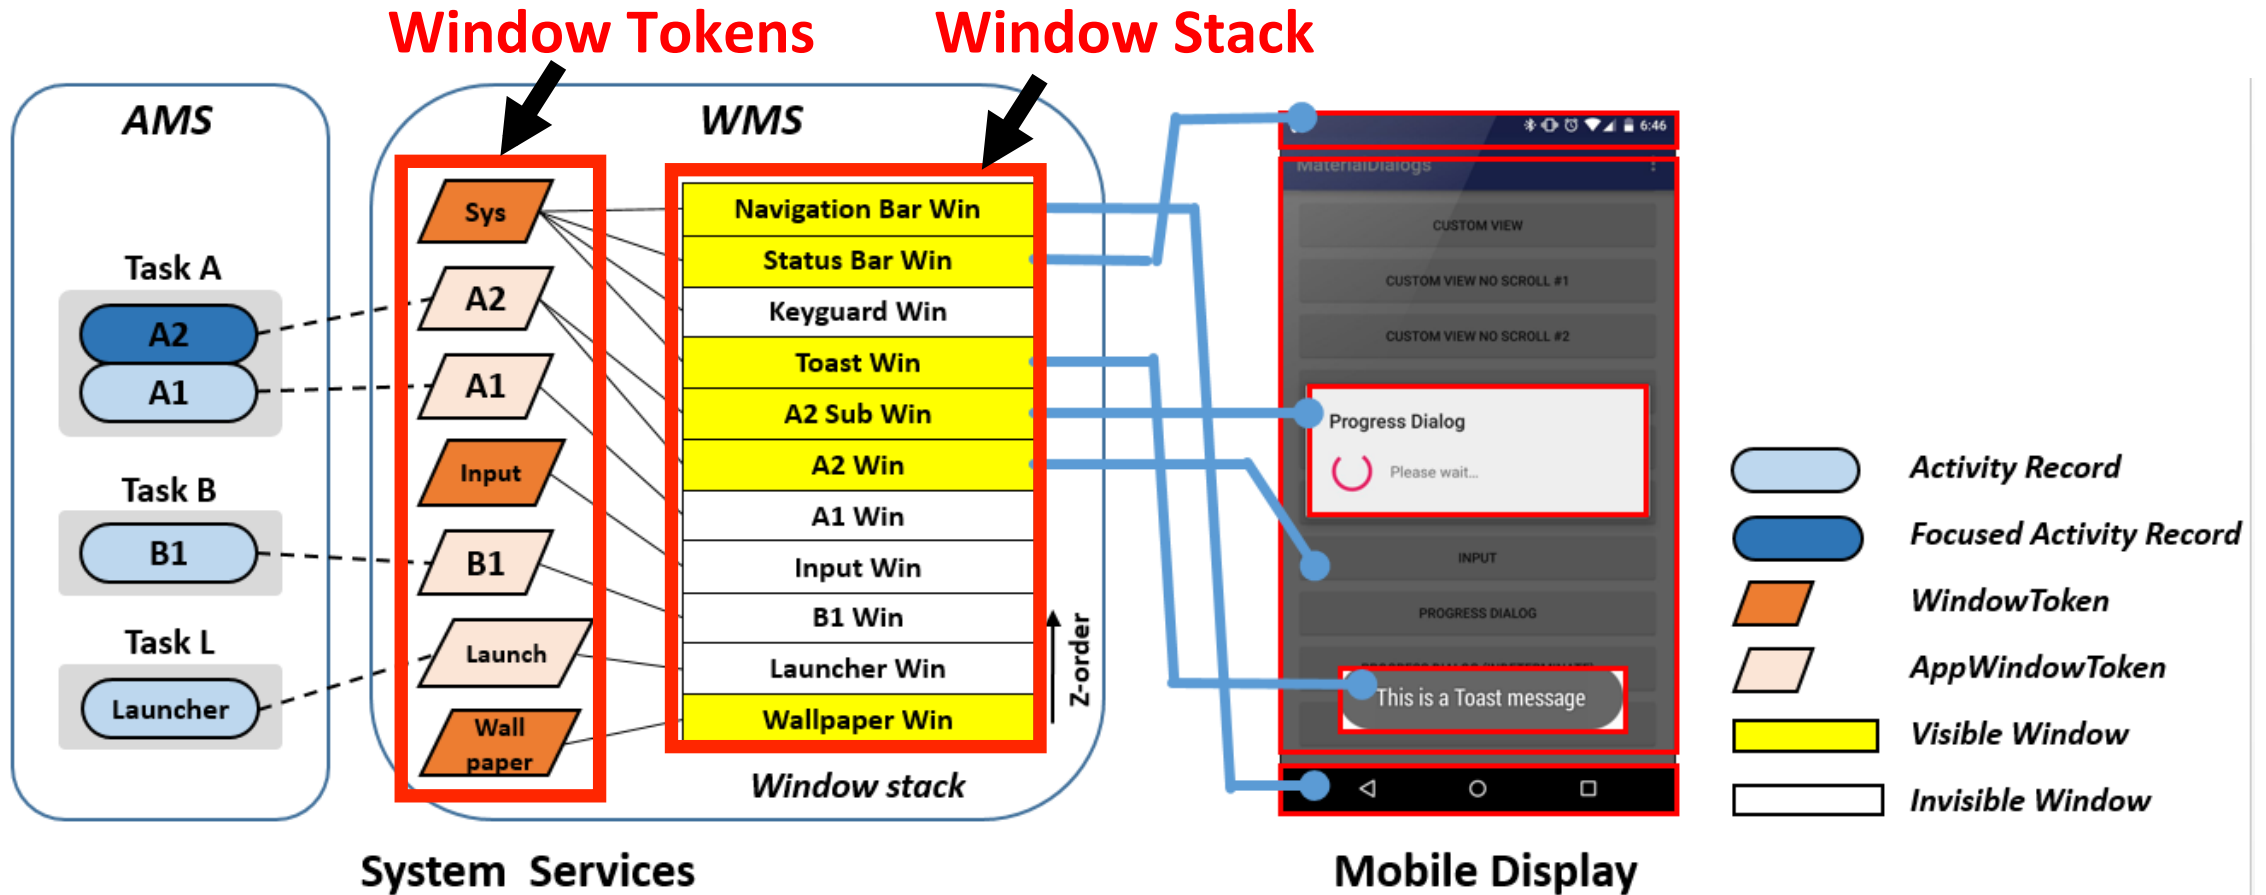 Window Tokens
Window Stack
AMS
WMS
Task A
A2
A1
Task B
B1
Task L
Launcher
Sys
A2
A1
Input
B1
Launch
Wall
paper
Navigation Bar Win
Status Bar Win
Keyguard Win
Toast Win
A2 Sub Win
A2 Win
A1 Win
Input Win
B1 Win
Launcher Win
Wallpaper Win
Z-order
Window stack
6:46
MaterialDialogs
CUSTOM VIEW
CUSTOM VIEW NO SCROLL #1
CUSTOM VIEW NO SCROLL #2
Progress Dialog
Please wait...
INPUT
PROGRESS DIALOG
This is a Toast message
Activity Record
Focused Activity Record
WindowToken
AppWindowToken
Visible Window
Invisible Window
System Services
Mobile Display